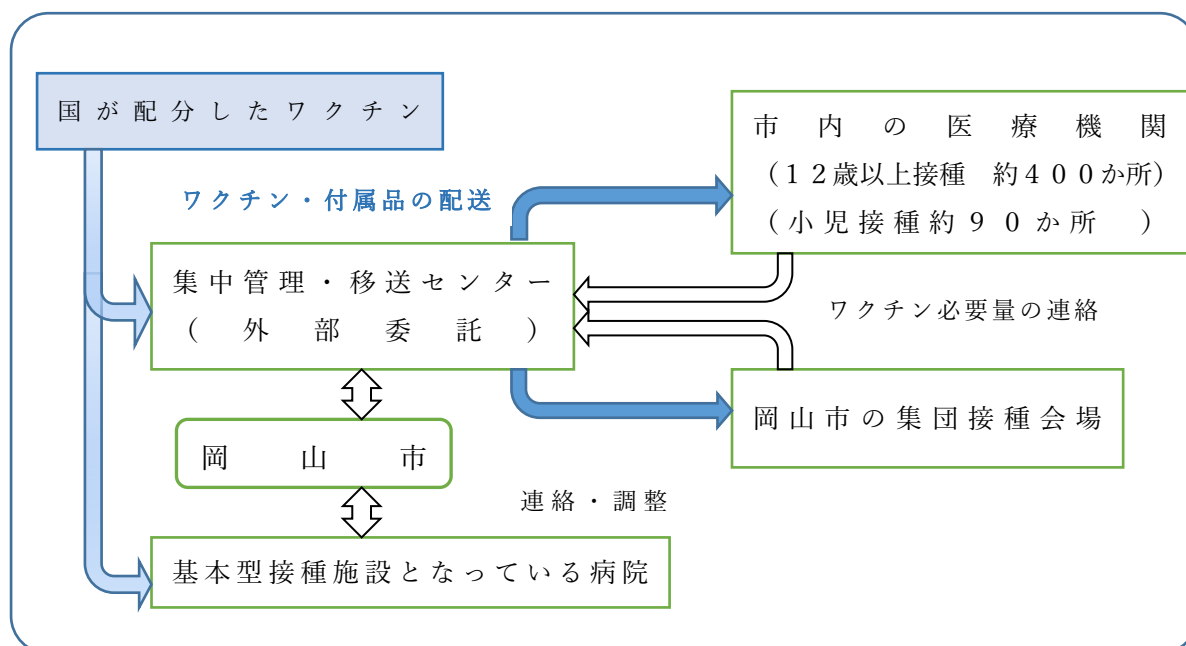 国が配分したワクチン
市内の医療機関
（１２歳以上接種　約４００か所）
（小児接種約９０か所）
ワクチン・付属品の配送
集中管理・移送センター
（外部委託）
ワクチン必要量の連絡
岡山市の集団接種会場
岡山市
連絡・調整
基本型接種施設となっている病院